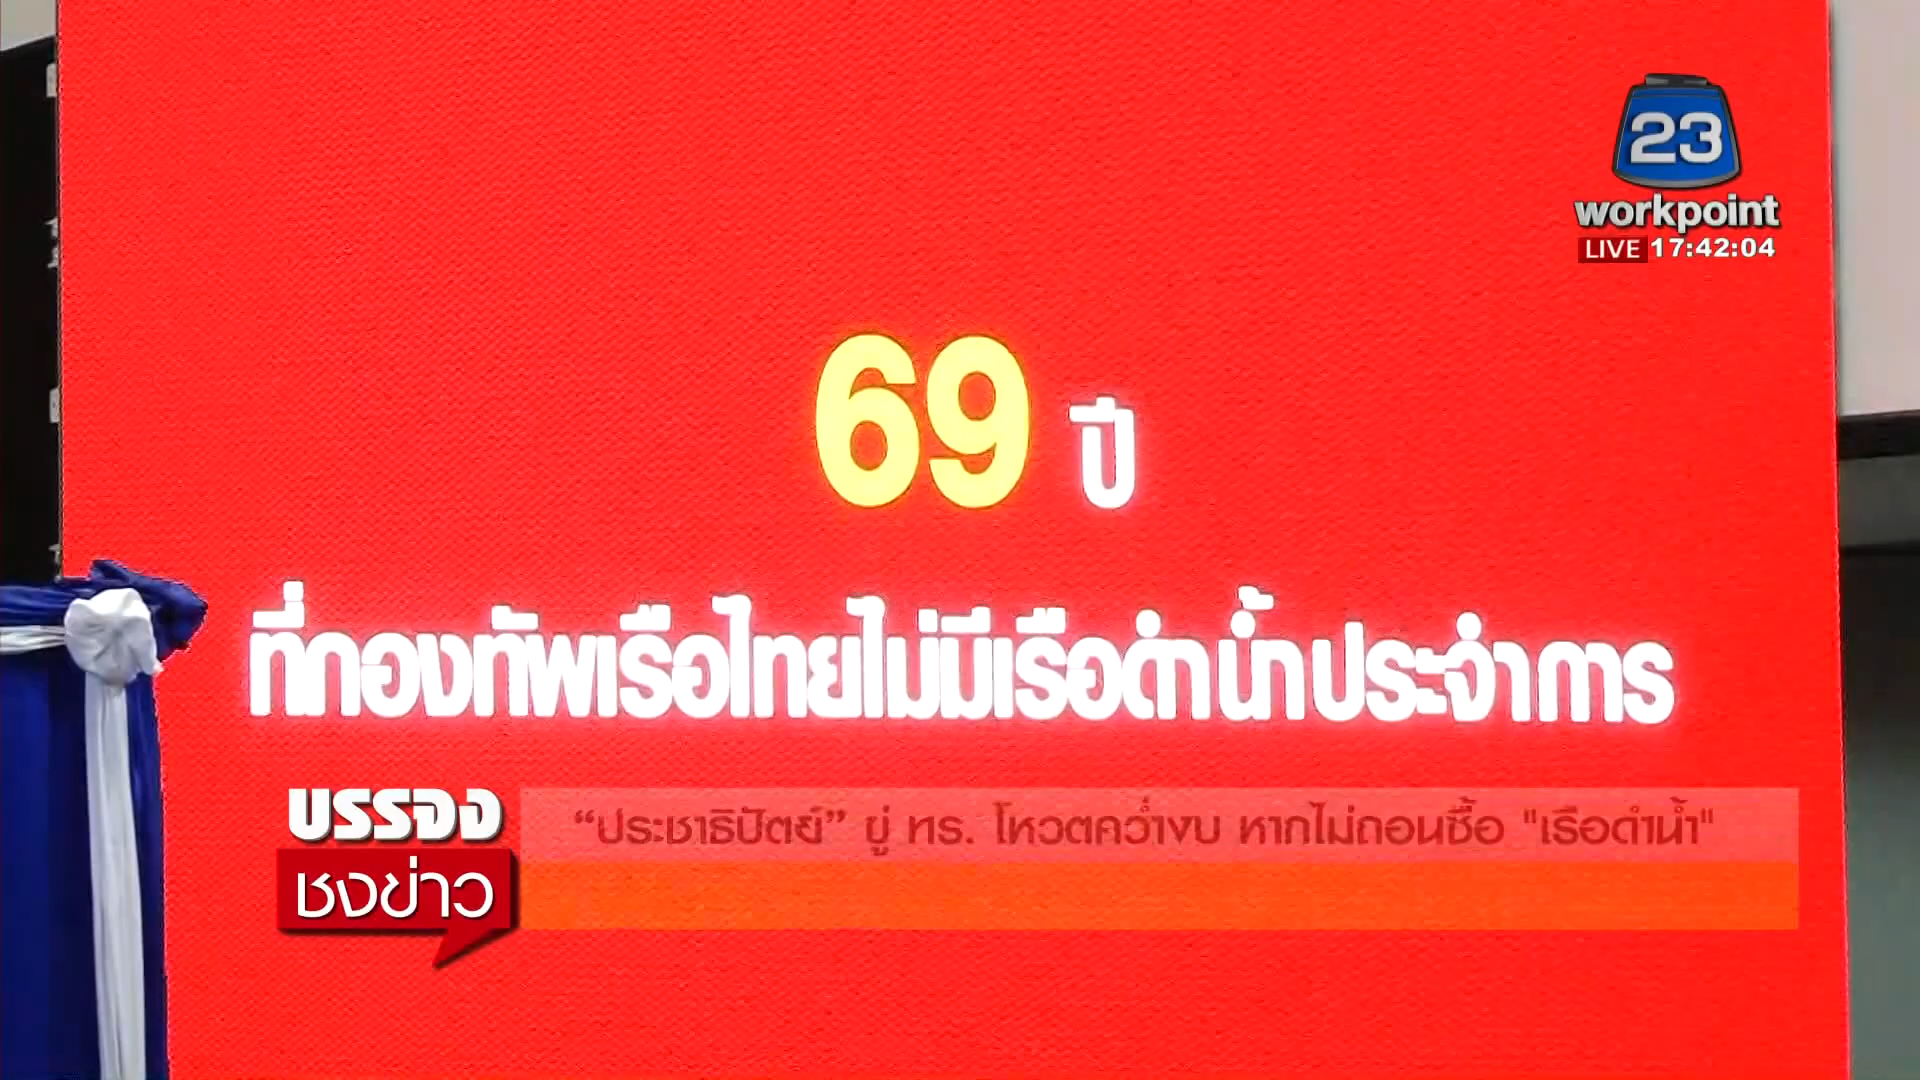 23
workpoint
LIVE 17:42:04
69 ปี
ที่กองทัพเรือไทยไม่มีเรือดำน้ำประจำการ
บรรจง
ชงข่าว
“ประชาธิปัตย์” ขู่ ทร. โหวตคว่ำงบ หากไม่ถอนซื้อ "เรือดำน้ำ"